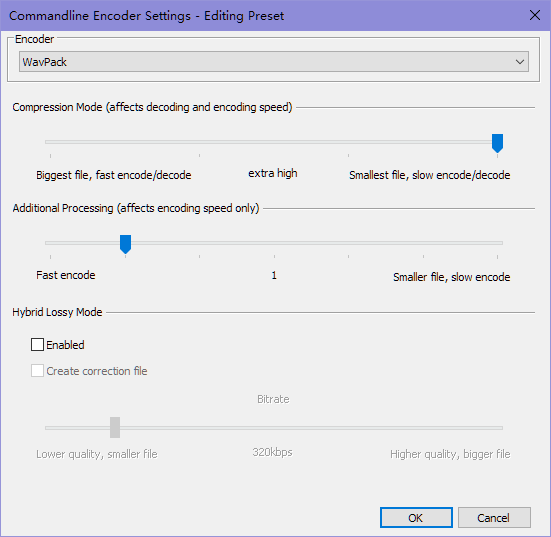 Commandline Encoder Settings - Editing Preset
Encoder
WavPack
Compression Mode (affects decoding and encoding speed)
Biggest file, fast encode/decode
extra high
Smallest file, slow encode/decode
Additional Processing (affects encoding speed only)
Fast encode
1
Smaller file, slow encode
Hybrid Lossy Mode
Enabled
Create correction file
Bitrate
Lower quality, smaller file
320kbps
Higher quality, bigger file
OK
Cancel